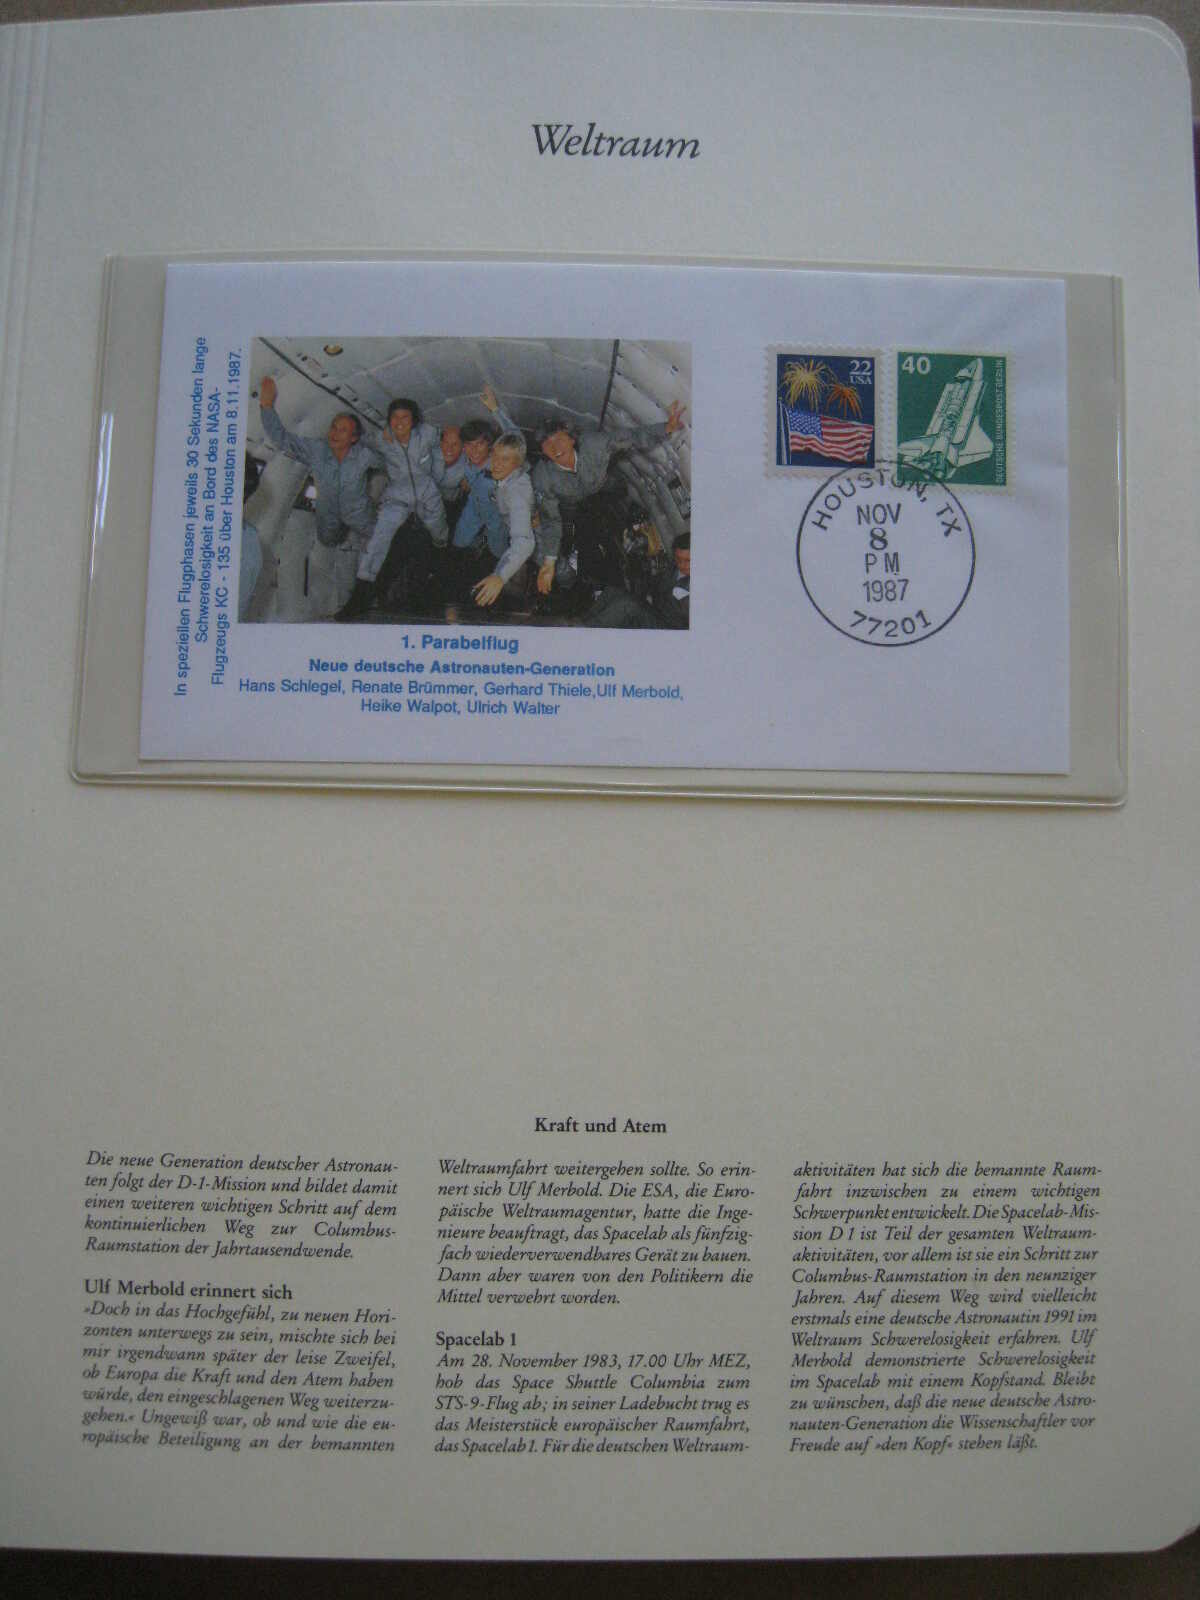 Weltraum
In speziellen Flugphasen jeweils 30 Sekunden lange
Schwerelosigkeit an Bord des NASA-
Flugzeugs KC - 135 über Houston am 8.11.1987.
22
USA
40
DEUTSCHE BUNDESPOST BERLIN
HOUSTON, TX
NOV
8
PM
1987
77201
1. Parabelflug
Neue deutsche Astronauten-Generation
Hans Schlegel, Renate Brümmer, Gerhard Thiele,Ulf Merbold,
Heike Walpot, Ulrich Walter
Kraft und Atem
Die neue Generation deutscher Astronau-
ten folgt der D-1-Mission und bildet damit
einen weiteren wichtigen Schritt auf dem
kontinuierlichen Weg zur Columbus-
Raumstation der Jahrtausendwende.
Ulf Merbold erinnert sich
»Doch in das Hochgefühl, zu neuen Hori-
zonten unterwegs zu sein, mischte sich bei
mir irgendwann später der leise Zweifel,
ob Europa die Kraft und den Atem haben
würde, den eingeschlagenen Weg weiterzu-
gehen.« Ungewiß war, ob und wie die eu-
ropäische Beteiligung an der bemannten
Weltraumfahrt weitergehen sollte. So erin-
nert sich Ulf Merbold. Die ESA, die Euro-
päische Weltraumagentur, hatte die Inge-
nieure beauftragt, das Spacelab als fünfzig-
fach wiederverwendbares Gerät zu bauen.
Dann aber waren von den Politikern die
Mittel verwehrt worden.
Spacelab 1
Am 28. November 1983, 17.00 Uhr MEZ,
hob das Space Shuttle Columbia zum
STS-9-Flug ab; in seiner Ladebucht trug es
das Meisterstück europäischer Raumfahrt,
das Spacelab 1. Für die deutschen Weltraum-
aktivitäten hat sich die bemannte Raum-
fahrt inzwischen zu einem wichtigen
Schwerpunkt entwickelt. Die Spacelab-Mis-
sion D 1 ist Teil der gesamten Weltraum-
aktivitäten, vor allem ist sie ein Schritt zur
Columbus-Raumstation in den neunziger
Jahren. Auf diesem Weg wird vielleicht
erstmals eine deutsche Astronautin 1991 im
Weltraum Schwerelosigkeit erfahren. Ulf
Merbold demonstrierte Schwerelosigkeit
im Spacelab mit einem Kopfstand. Bleibt
zu wünschen, daß die neue deutsche Astro-
nauten-Generation die Wissenschaftler vor
Freude auf »den Kopf« stehen läßt.